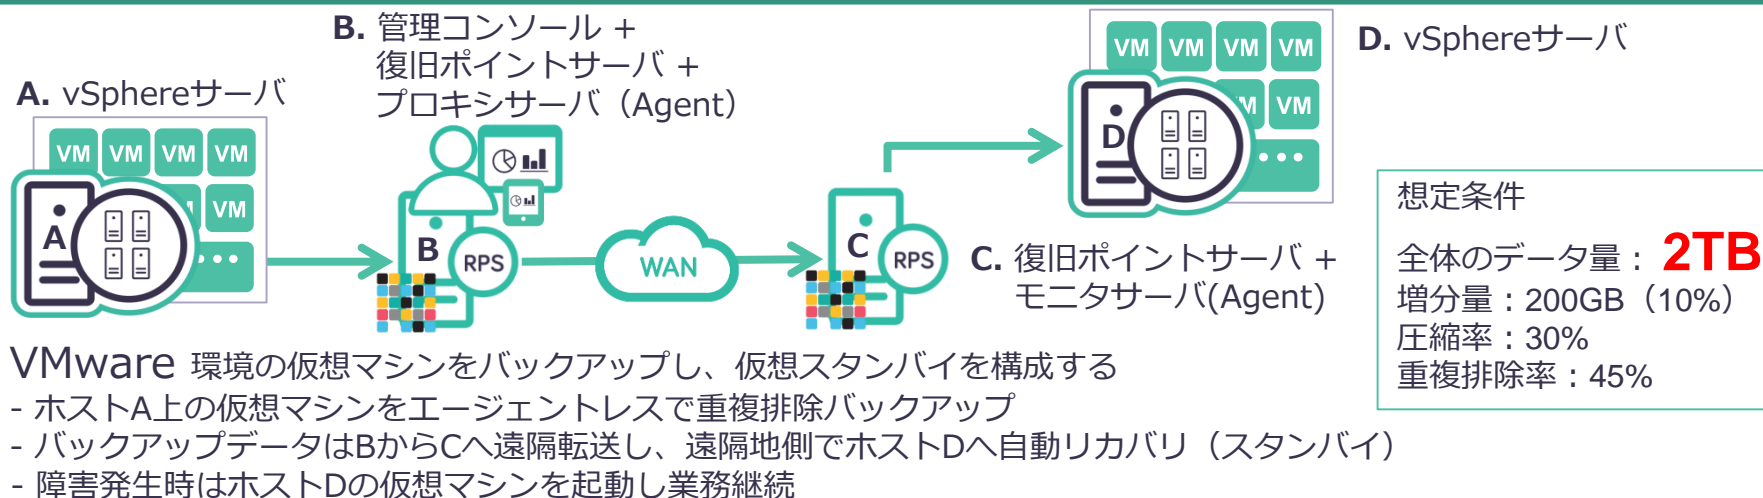 B. 管理コンソール +
復旧ポイントサーバ +
プロキシサーバ（Agent）
A. vSphereサーバ
D. vSphereサーバ
VM VM VM VM
VM
A
B
RPS
WAN
C
RPS
VM VM VM VM
VM
D
C. 復旧ポイントサーバ +
モニタサーバ(Agent)
想定条件
全体のデータ量： 2TB
増分量：200GB（10%）
圧縮率：30%
重複排除率：45%
VMware 環境の仮想マシンをバックアップし、仮想スタンバイを構成する
- ホストA上の仮想マシンをエージェントレスで重複排除バックアップ
- バックアップデータはBからCへ遠隔転送し、遠隔地側でホストDへ自動リカバリ（スタンバイ）
- 障害発生時はホストDの仮想マシンを起動し業務継続